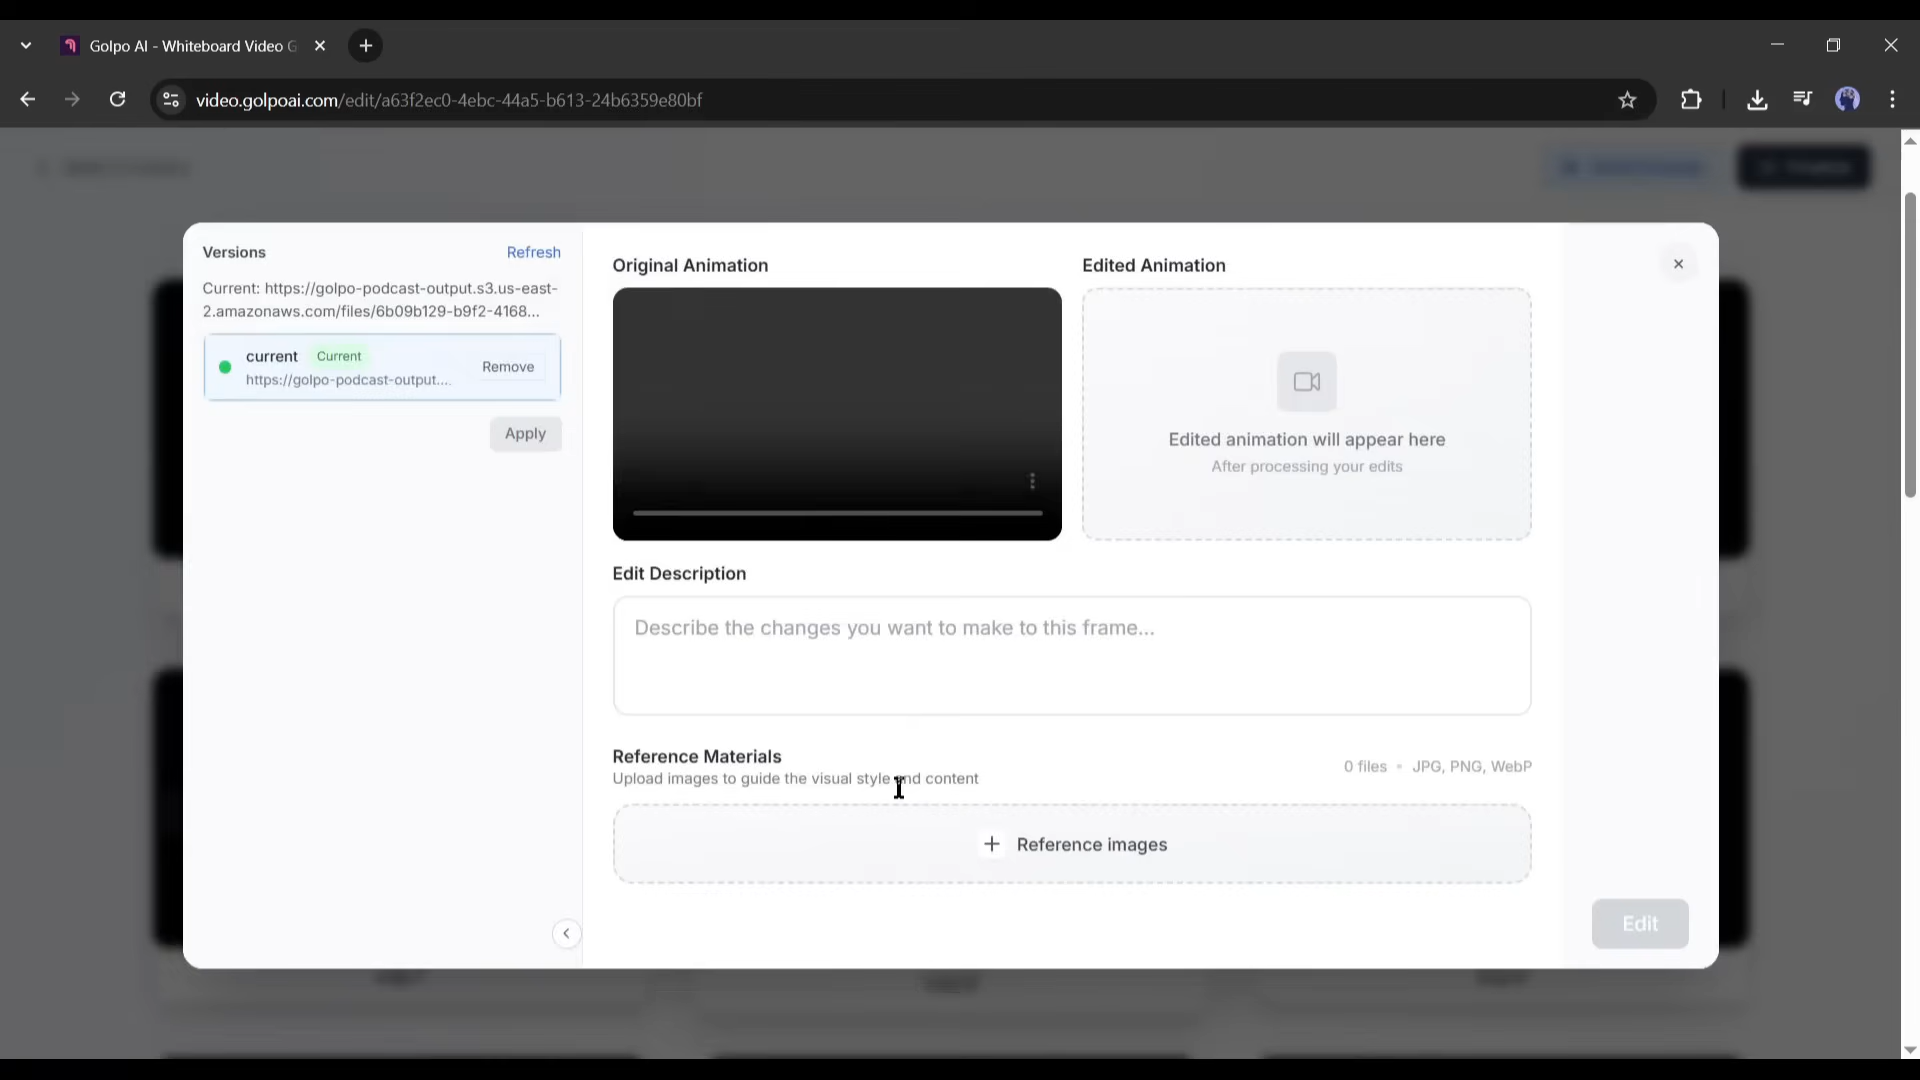 Golpo AI - Whiteboard Video G
video.golpoai.com/edit/a63f2ec0-4ebc-44a5-b613-24b6359e80bf
Versions
Refresh
Current: https://golpo-podcast-output.s3.us-east-
2.amazonaws.com/files/6b09b129-b9f2-4168...
current
Current
https://golpo-podcast-output....
Remove
Apply
Original Animation
Edited Animation
Edited animation will appear here
After processing your edits
Edit Description
Describe the changes you want to make to this frame...
Reference Materials
Upload images to guide the visual style and content
0 files • JPG, PNG, WebP
Reference images
Edit